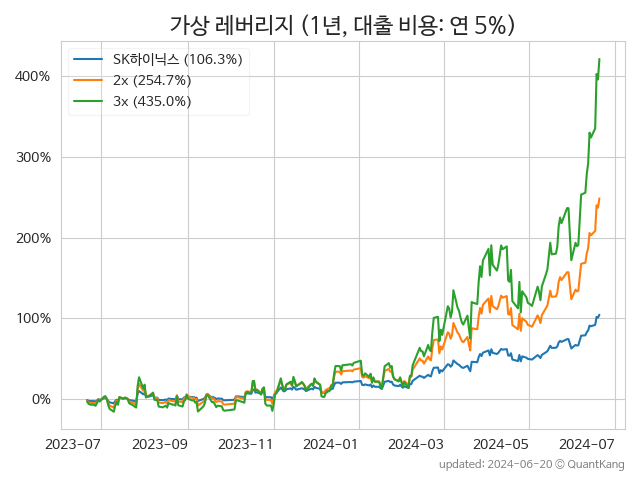 가상 레버리지 (1년, 대출 비용: 연 5%)
SK하이닉스 (106.3%)
2x (254.7%)
3x (435.0%)
400%
300%
200%
100%
0%
2023-07 2023-09 2023-11 2024-01 2024-03 2024-05 2024-07
updated: 2024-06-20 © QuantKang